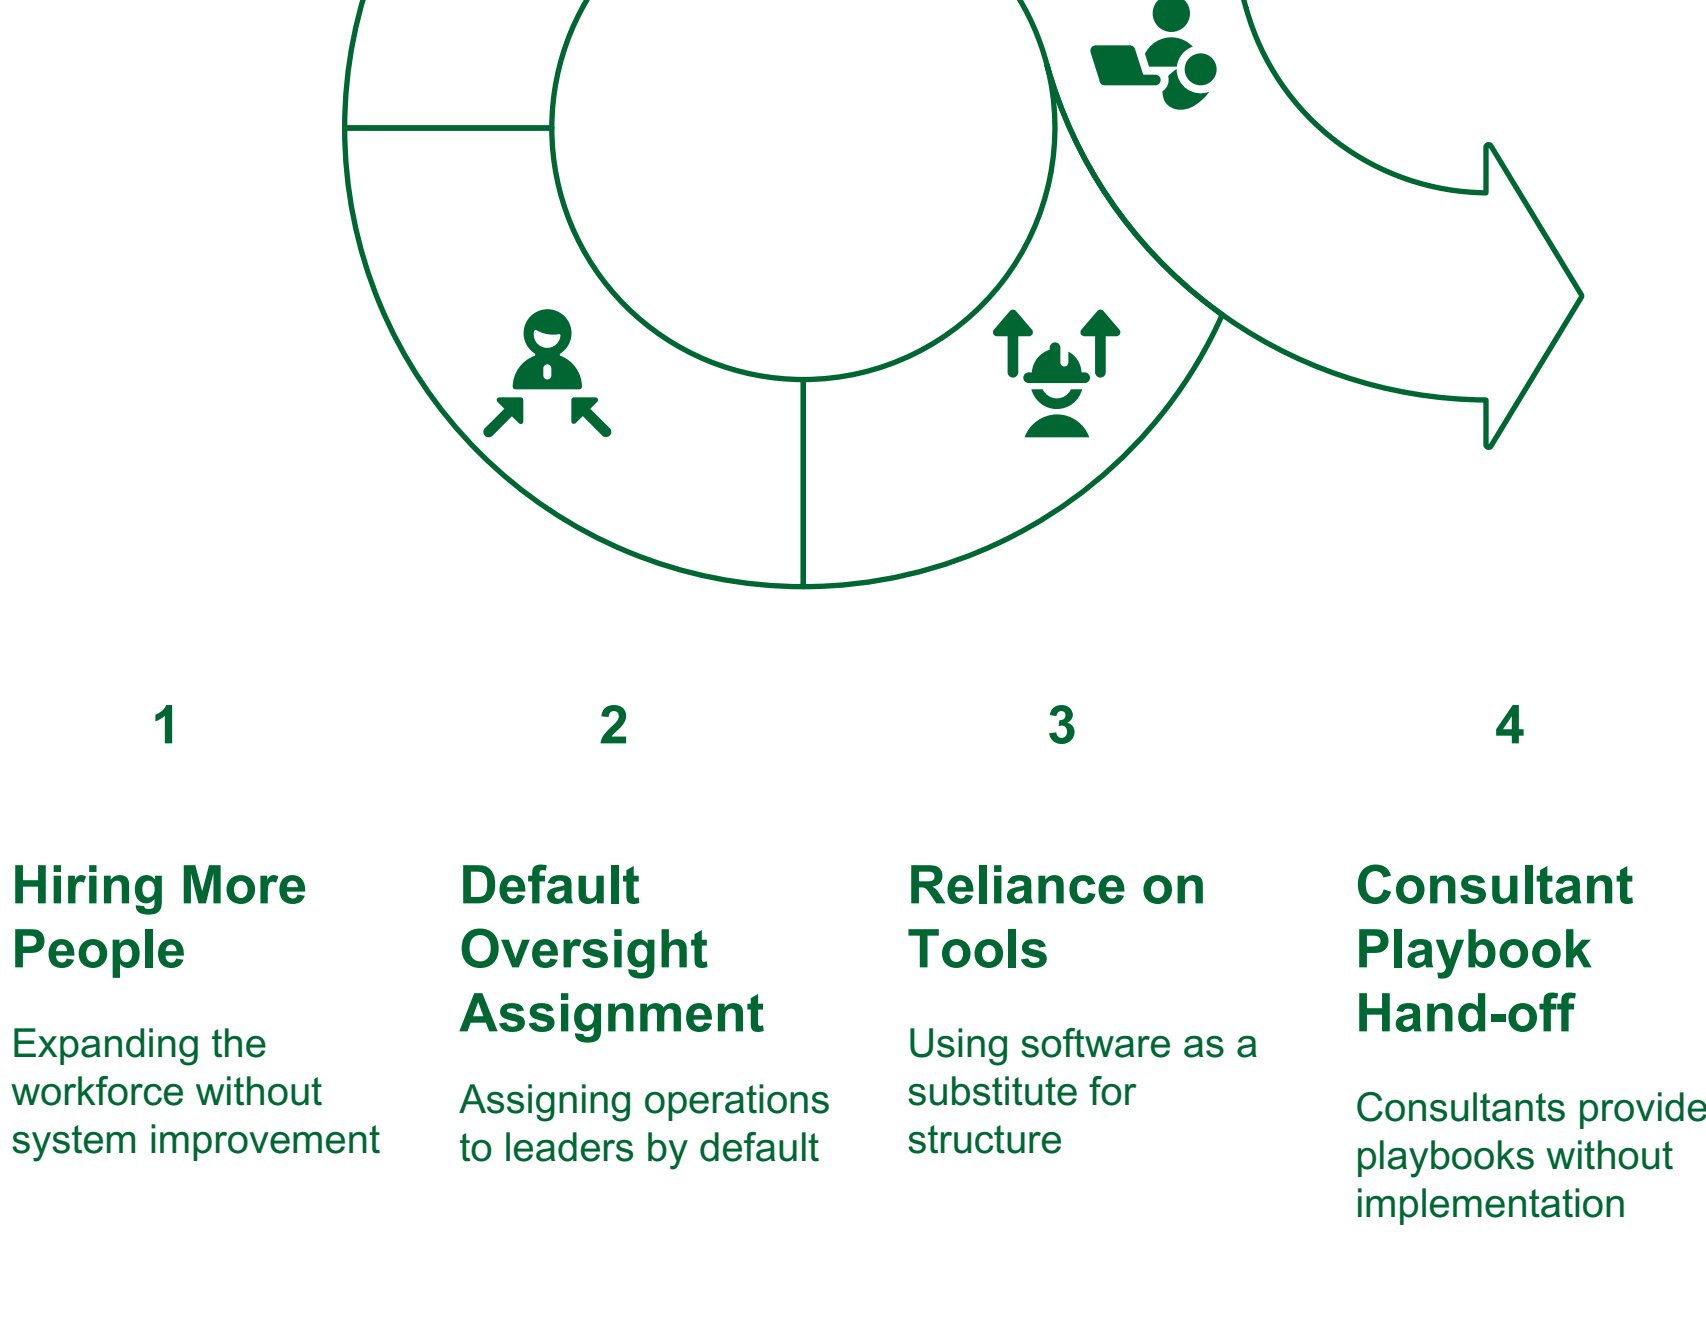 1
2
3
4
Hiring More
People
Expanding the
workforce without
system improvement
Default
Oversight
Assignment
Assigning operations
to leaders by default
Reliance on
Tools
Using software as a
substitute for
structure
Consultant
Playbook
Hand-off
Consultants provide
playbooks without
implementation